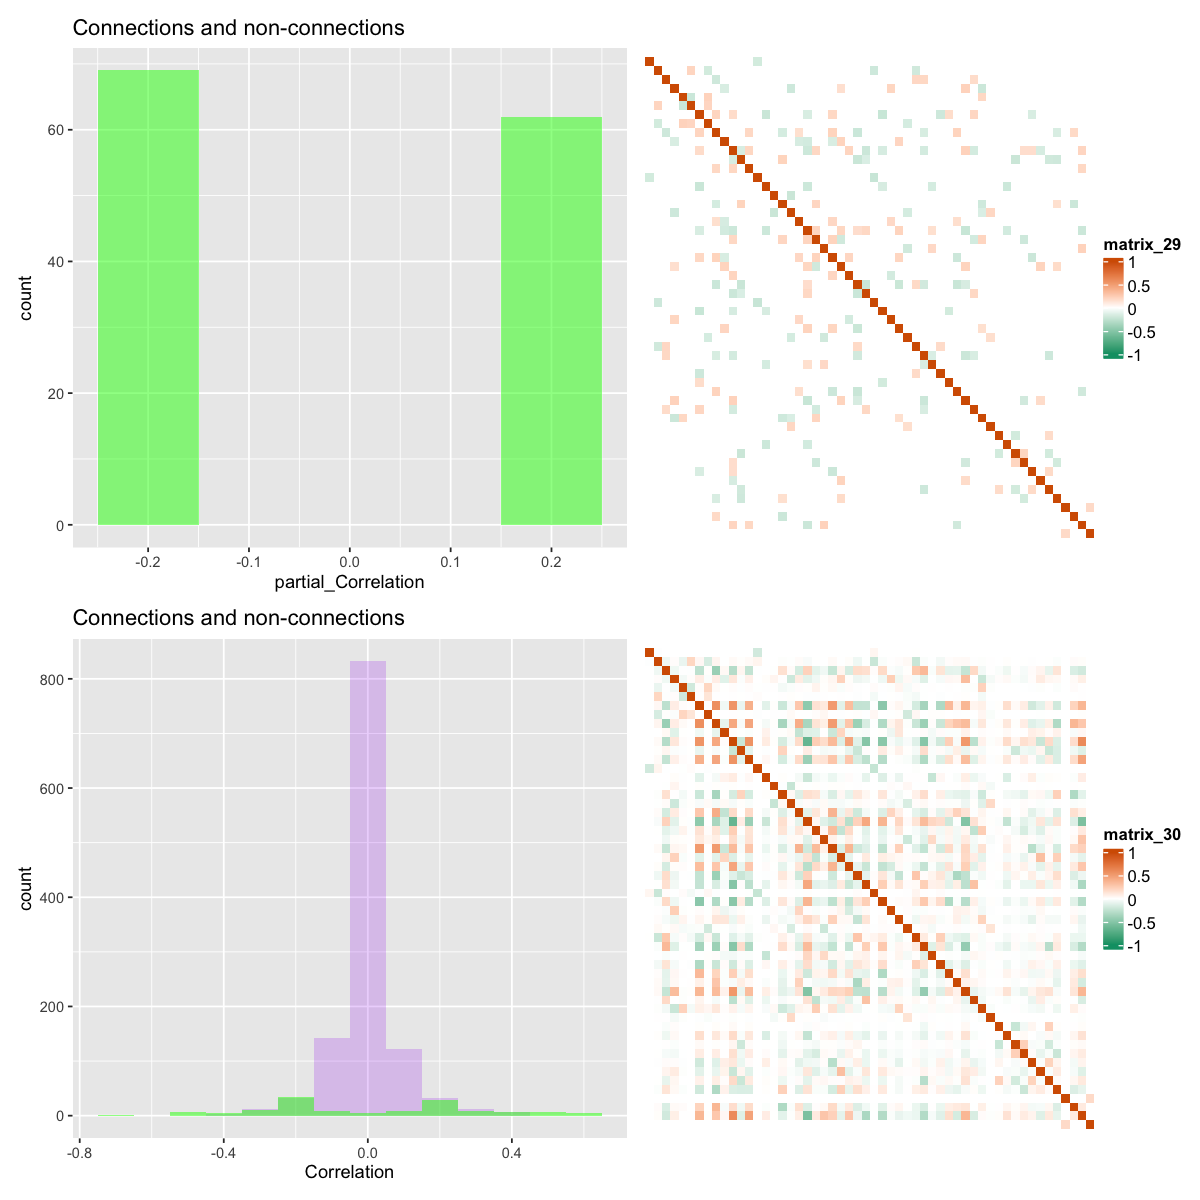 Connections and non-connections
count
60
40
20
0
-0.2 -0.1 0.0 0.1 0.2
partial_Correlation
matrix_29
1
0.5
0
-0.5
-1
Connections and non-connections
count
800
600
400
200
0
-0.8 -0.4 0.0 0.4
Correlation
matrix_30
1
0.5
0
-0.5
-1